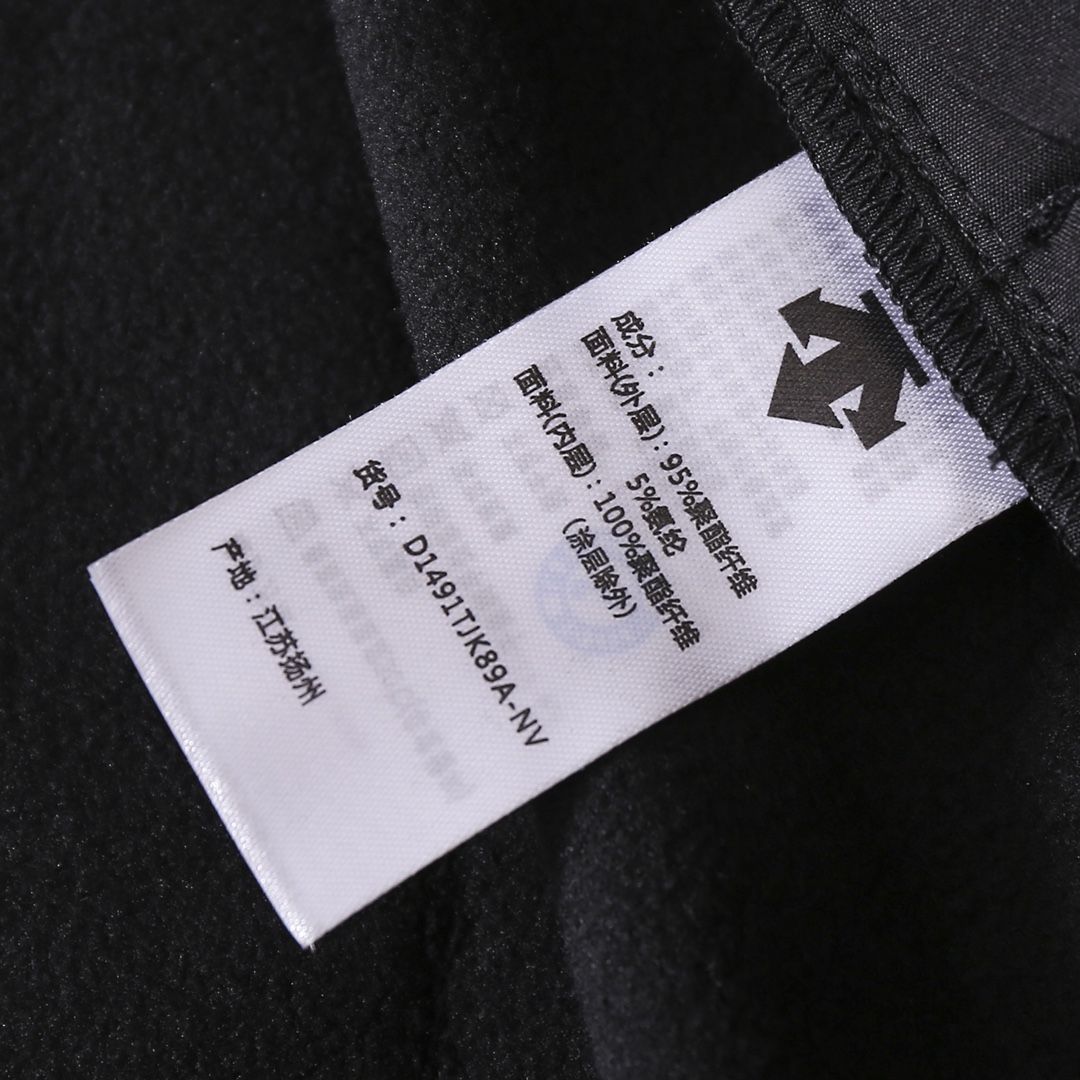 成分：
面料(外层)：95%聚酯纤维
5%氨纶
面料(内层)：100%聚酯纤维
(涂层除外)
货号：D1491TJK89A-NV
产地：江苏扬州